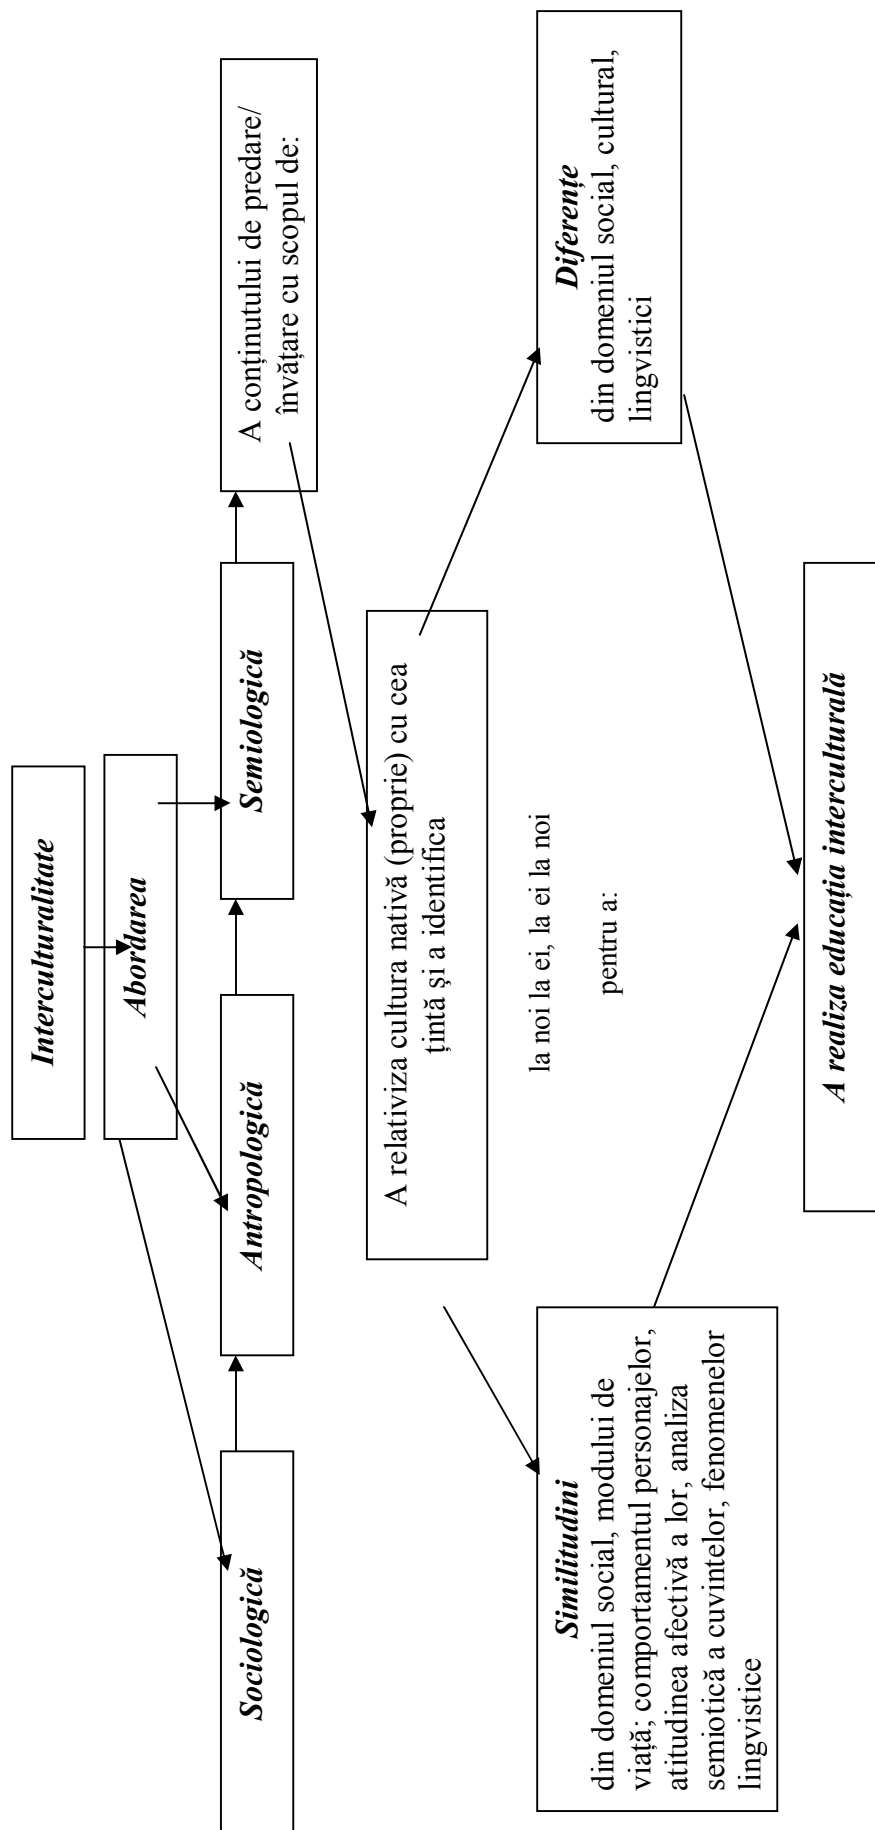 Interculturalitate
Abordarea
Sociologică
Antropologică
Semiologică
A conținutului de predare/
învățare cu scopul de:
A relativiza cultura nativă (proprie) cu cea
țintă și a identifica
la noi la ei, la ei la noi
pentru a:
Similitudini
din domeniul social, modului de
viață; comportamentul personajelor,
atitudinea afectivă a lor, analiza
semiotică a cuvintelor, fenomenelor
lingvistice
Diferențe
din domeniul social, cultural,
lingvistici
A realiza educația interculturală